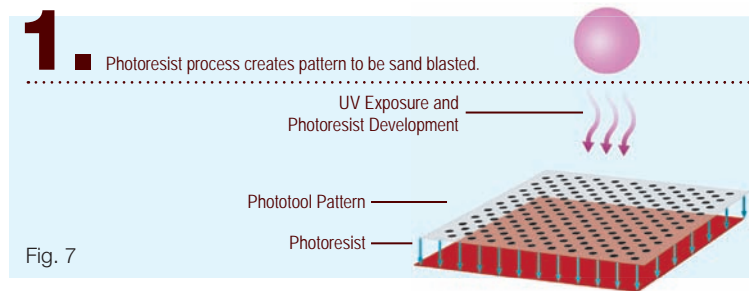 1. ■ Photoresist process creates pattern to be sand blasted.
UV Exposure and
Photoresist Development
Phototool Pattern
Photoresist
Fig. 7